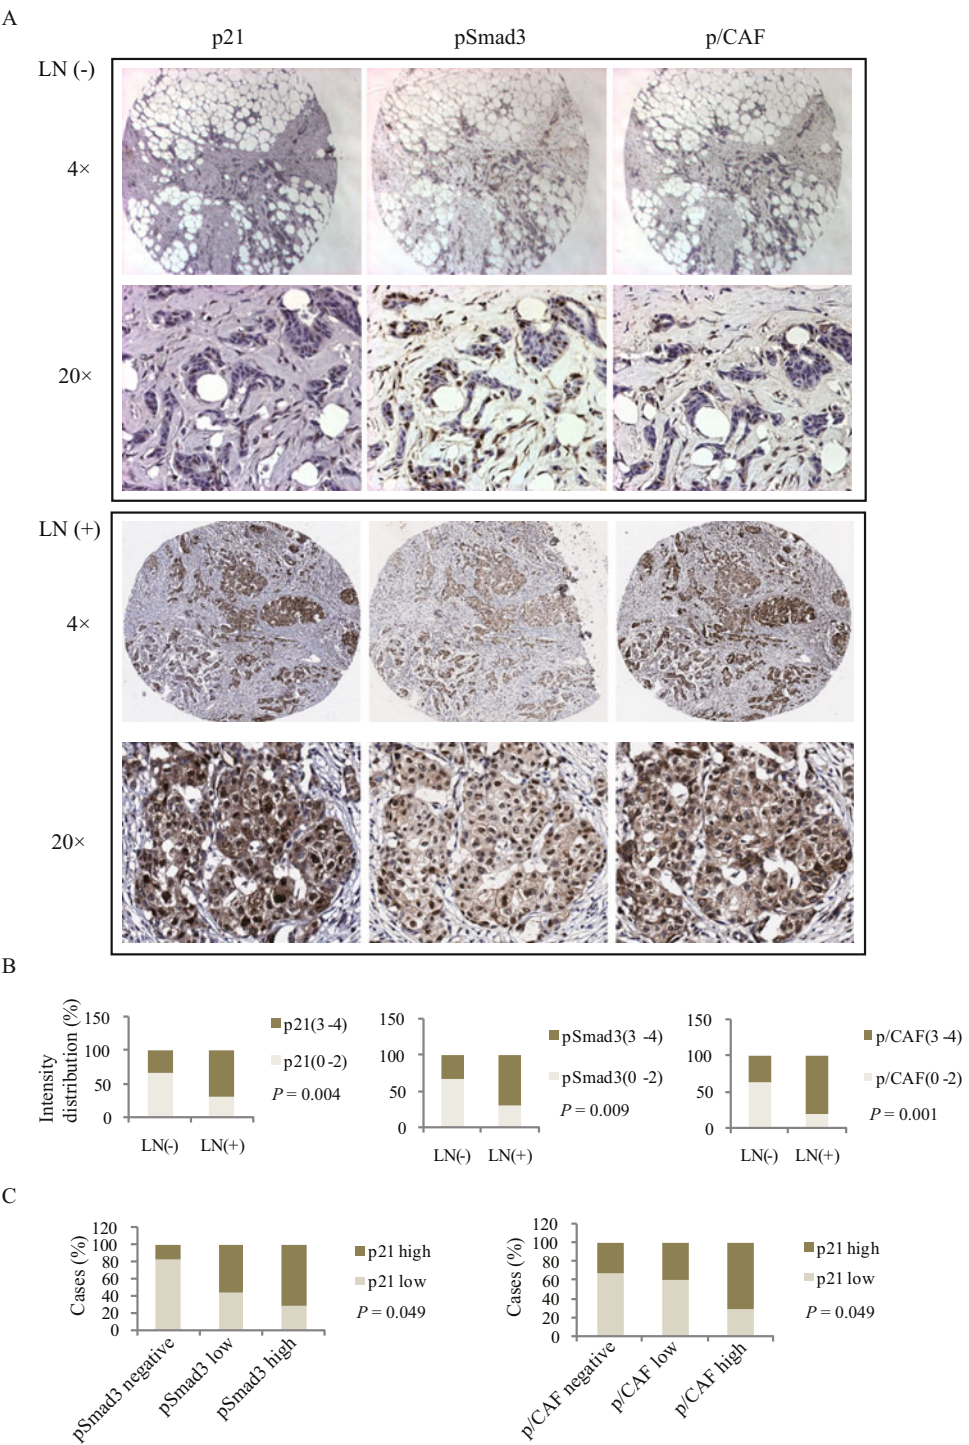 A
p21 pSmad3 p/CAF
LN (-)
4×
20×
LN (+)
4×
20×
B
Intensity
distribution (%)
150
100
50
0
LN(-) LN(+)
p21(3 -4)
p21(0 -2)
P = 0.004
150
100
50
0
LN(-) LN(+)
pSmad3(3 -4)
pSmad3(0 -2)
P = 0.009
150
100
50
0
LN(-) LN(+)
p/CAF(3 -4)
p/CAF(0 -2)
P = 0.001
C
Cases (%)
120
100
80
60
40
20
0
pSmad3 negative
pSmad3 low
pSmad3 high
p21 high
p21 low
P = 0.049
Cases (%)
120
100
80
60
40
20
0
p/CAF negative
p/CAF low
p/CAF high
p21 high
p21 low
P = 0.049